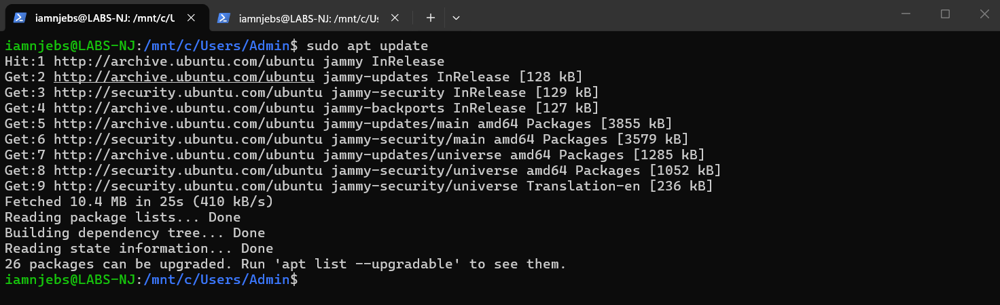 iamnjebs@LABS-NJ: /mnt/c/U
iamnjebs@LABS-NJ: /mnt/c/Us
iamnjebs@LABS-NJ:/mnt/c/Users/Admin$ sudo apt update
Hit:1 http://archive.ubuntu.com/ubuntu jammy InRelease
Get:2 http://archive.ubuntu.com/ubuntu jammy-updates InRelease [128 kB]
Get:3 http://security.ubuntu.com/ubuntu jammy-security InRelease [129 kB]
Get:4 http://archive.ubuntu.com/ubuntu jammy-backports InRelease [127 kB]
Get:5 http://archive.ubuntu.com/ubuntu jammy-updates/main amd64 Packages [3855 kB]
Get:6 http://security.ubuntu.com/ubuntu jammy-security/main amd64 Packages [3579 kB]
Get:7 http://archive.ubuntu.com/ubuntu jammy-updates/universe amd64 Packages [1285 kB]
Get:8 http://security.ubuntu.com/ubuntu jammy-security/universe amd64 Packages [1052 kB]
Get:9 http://security.ubuntu.com/ubuntu jammy-security/universe Translation-en [236 kB]
Fetched 10.4 MB in 25s (410 kB/s)
Reading package lists... Done
Building dependency tree... Done
Reading state information... Done
26 packages can be upgraded. Run 'apt list --upgradable' to see them.
iamnjebs@LABS-NJ:/mnt/c/Users/Admin$